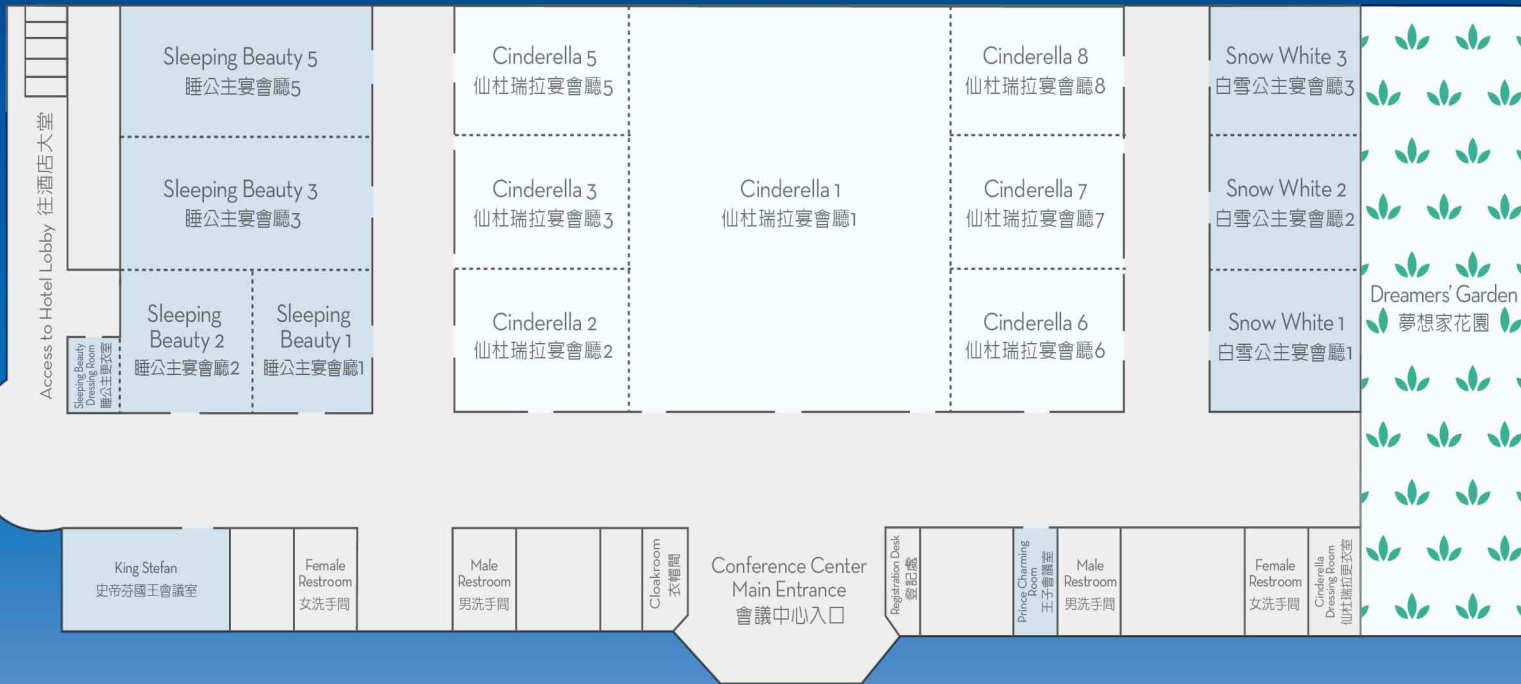 Sleeping Beauty 5
睡公主宴會廳5
Cinderella 5
仙杜瑞拉宴會廳5
Cinderella 8
仙杜瑞拉宴會廳8
Snow White 3
白雪公主宴會廳3
Access to Hotel Lobby 往酒店大堂
Sleeping Beauty 3
睡公主宴會廳3
Cinderella 3
仙杜瑞拉宴會廳3
Cinderella 1
仙杜瑞拉宴會廳1
Cinderella 7
仙杜瑞拉宴會廳7
Snow White 2
白雪公主宴會廳2
Sleeping
Beauty 2
睡公主宴會廳2
Sleeping
Beauty 1
睡公主宴會廳1
Cinderella 2
仙杜瑞拉宴會廳2
Cinderella 6
仙杜瑞拉宴會廳6
Snow White 1
白雪公主宴會廳1
Dreamers' Garden
夢想家花園
Sleeping Beauty
Dressing Room
睡公主更衣室
King Stefan
史帝芬國王會議室
Female
Restroom
女洗手間
Male
Restroom
男洗手間
Cloakroom
衣帽間
Conference Center
Main Entrance
會議中心入口
Registration Desk
登記處
Prince Charming
Room
王子會議室
Male
Restroom
男洗手間
Female
Restroom
女洗手間
Cinderella
Dressing Room
仙杜瑞拉更衣室